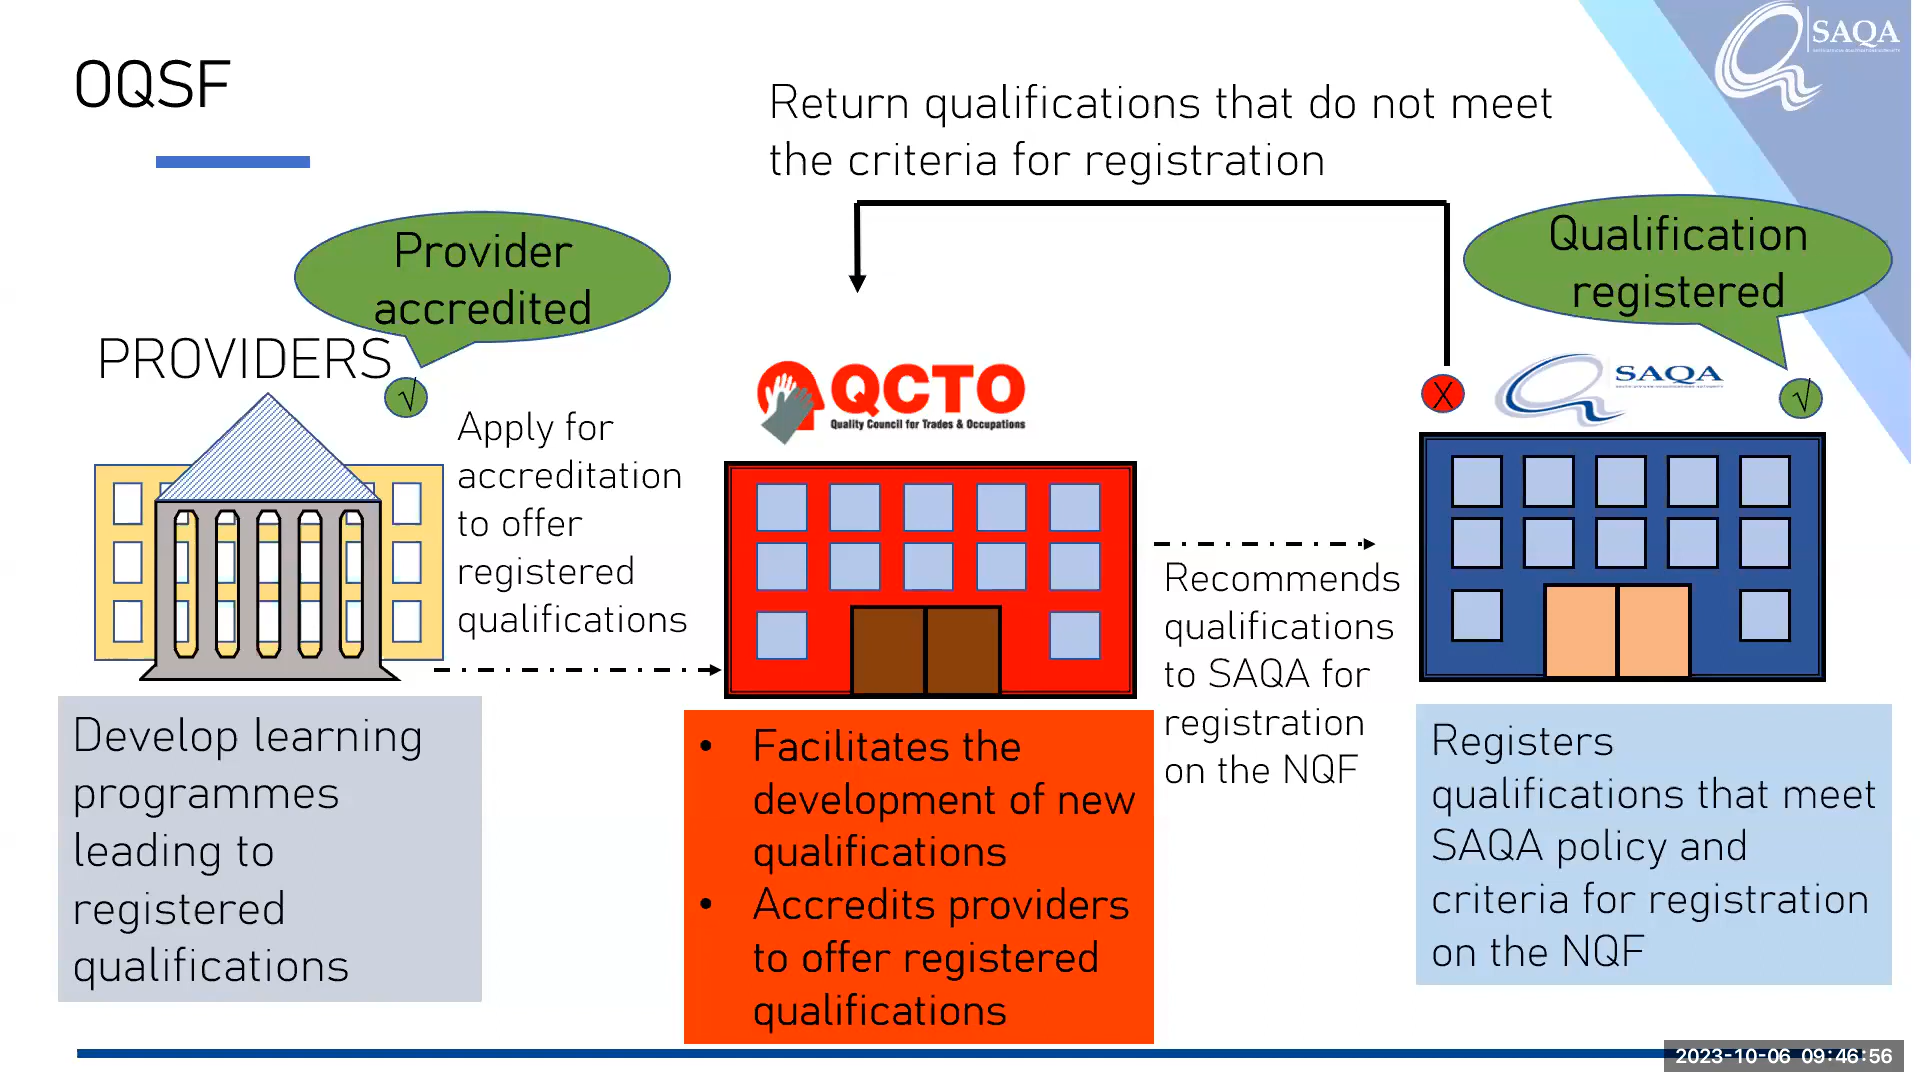 OQSF
SAQA
Return qualifications that do not meet
the criteria for registration
Provider
accredited
Qualification
registered
PROVIDERS
√
Apply for
accreditation
to offer
registered
qualifications
QCTO
Quality Council for Trades & Occupations
X
SAQA
√
Recommends
qualifications
to SAQA for
registration
on the NQF
Develop learning
programmes
leading to
registered
qualifications
• Facilitates the
development of new
qualifications
• Accredits providers
to offer registered
qualifications
Registers
qualifications that meet
SAQA policy and
criteria for registration
on the NQF
2023-10-06 09:46:56